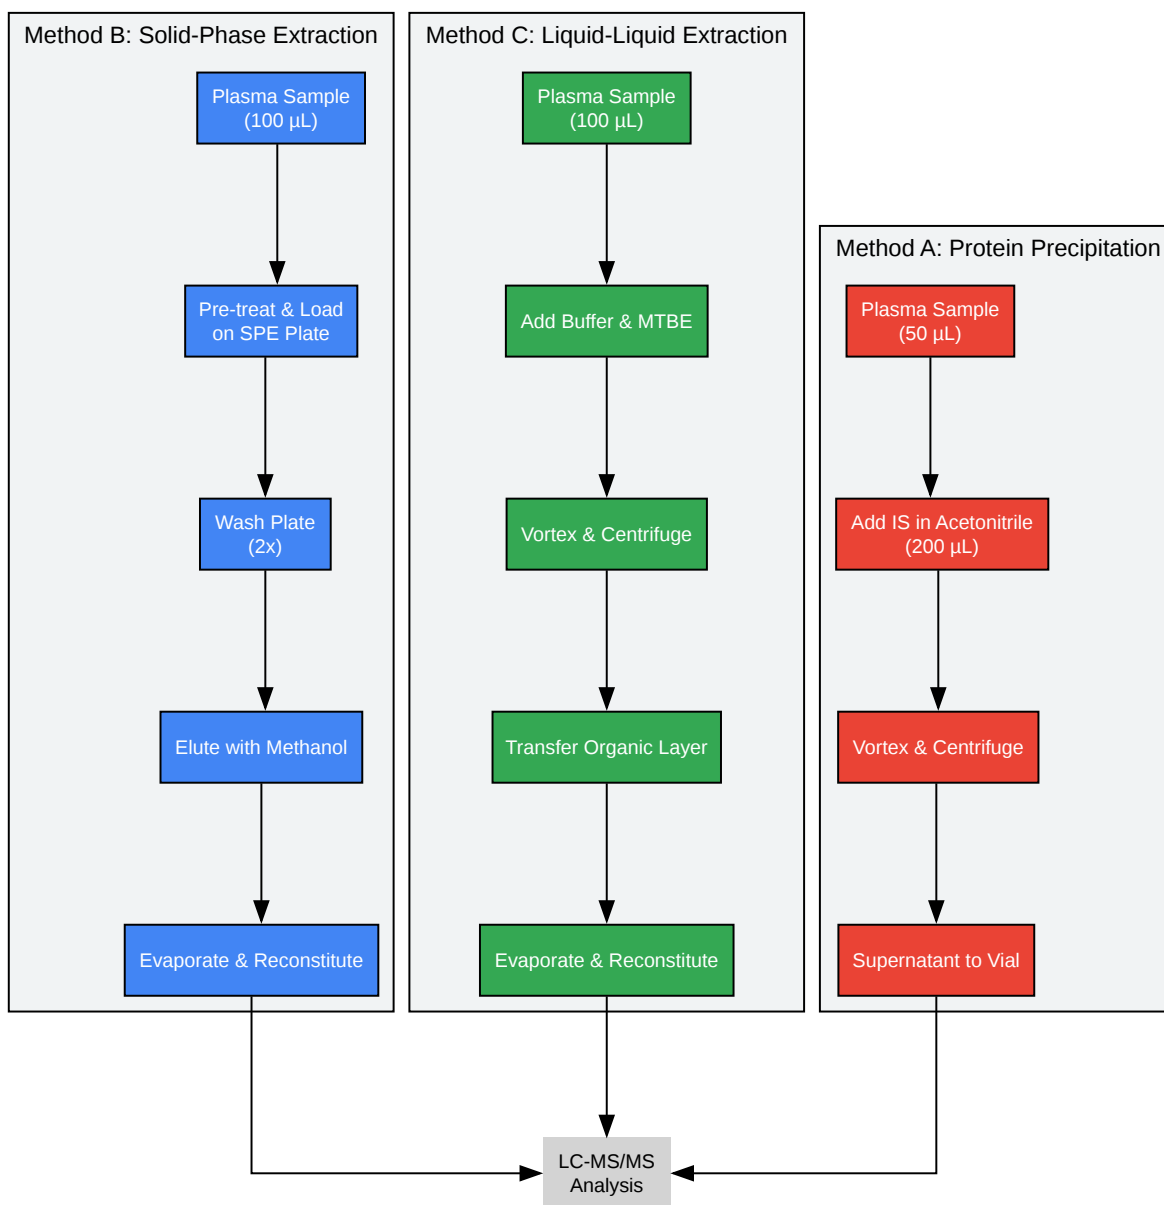 Method B: Solid-Phase Extraction
Plasma Sample
(100 µL)
Pre-treat & Load
on SPE Plate
Wash Plate
(2x)
Elute with Methanol
Evaporate & Reconstitute
Method C: Liquid-Liquid Extraction
Plasma Sample
(100 µL)
Add Buffer & MTBE
Vortex & Centrifuge
Transfer Organic Layer
Evaporate & Reconstitute
Method A: Protein Precipitation
Plasma Sample
(50 µL)
Add IS in Acetonitrile
(200 µL)
Vortex & Centrifuge
Supernatant to Vial
LC-MS/MS
Analysis